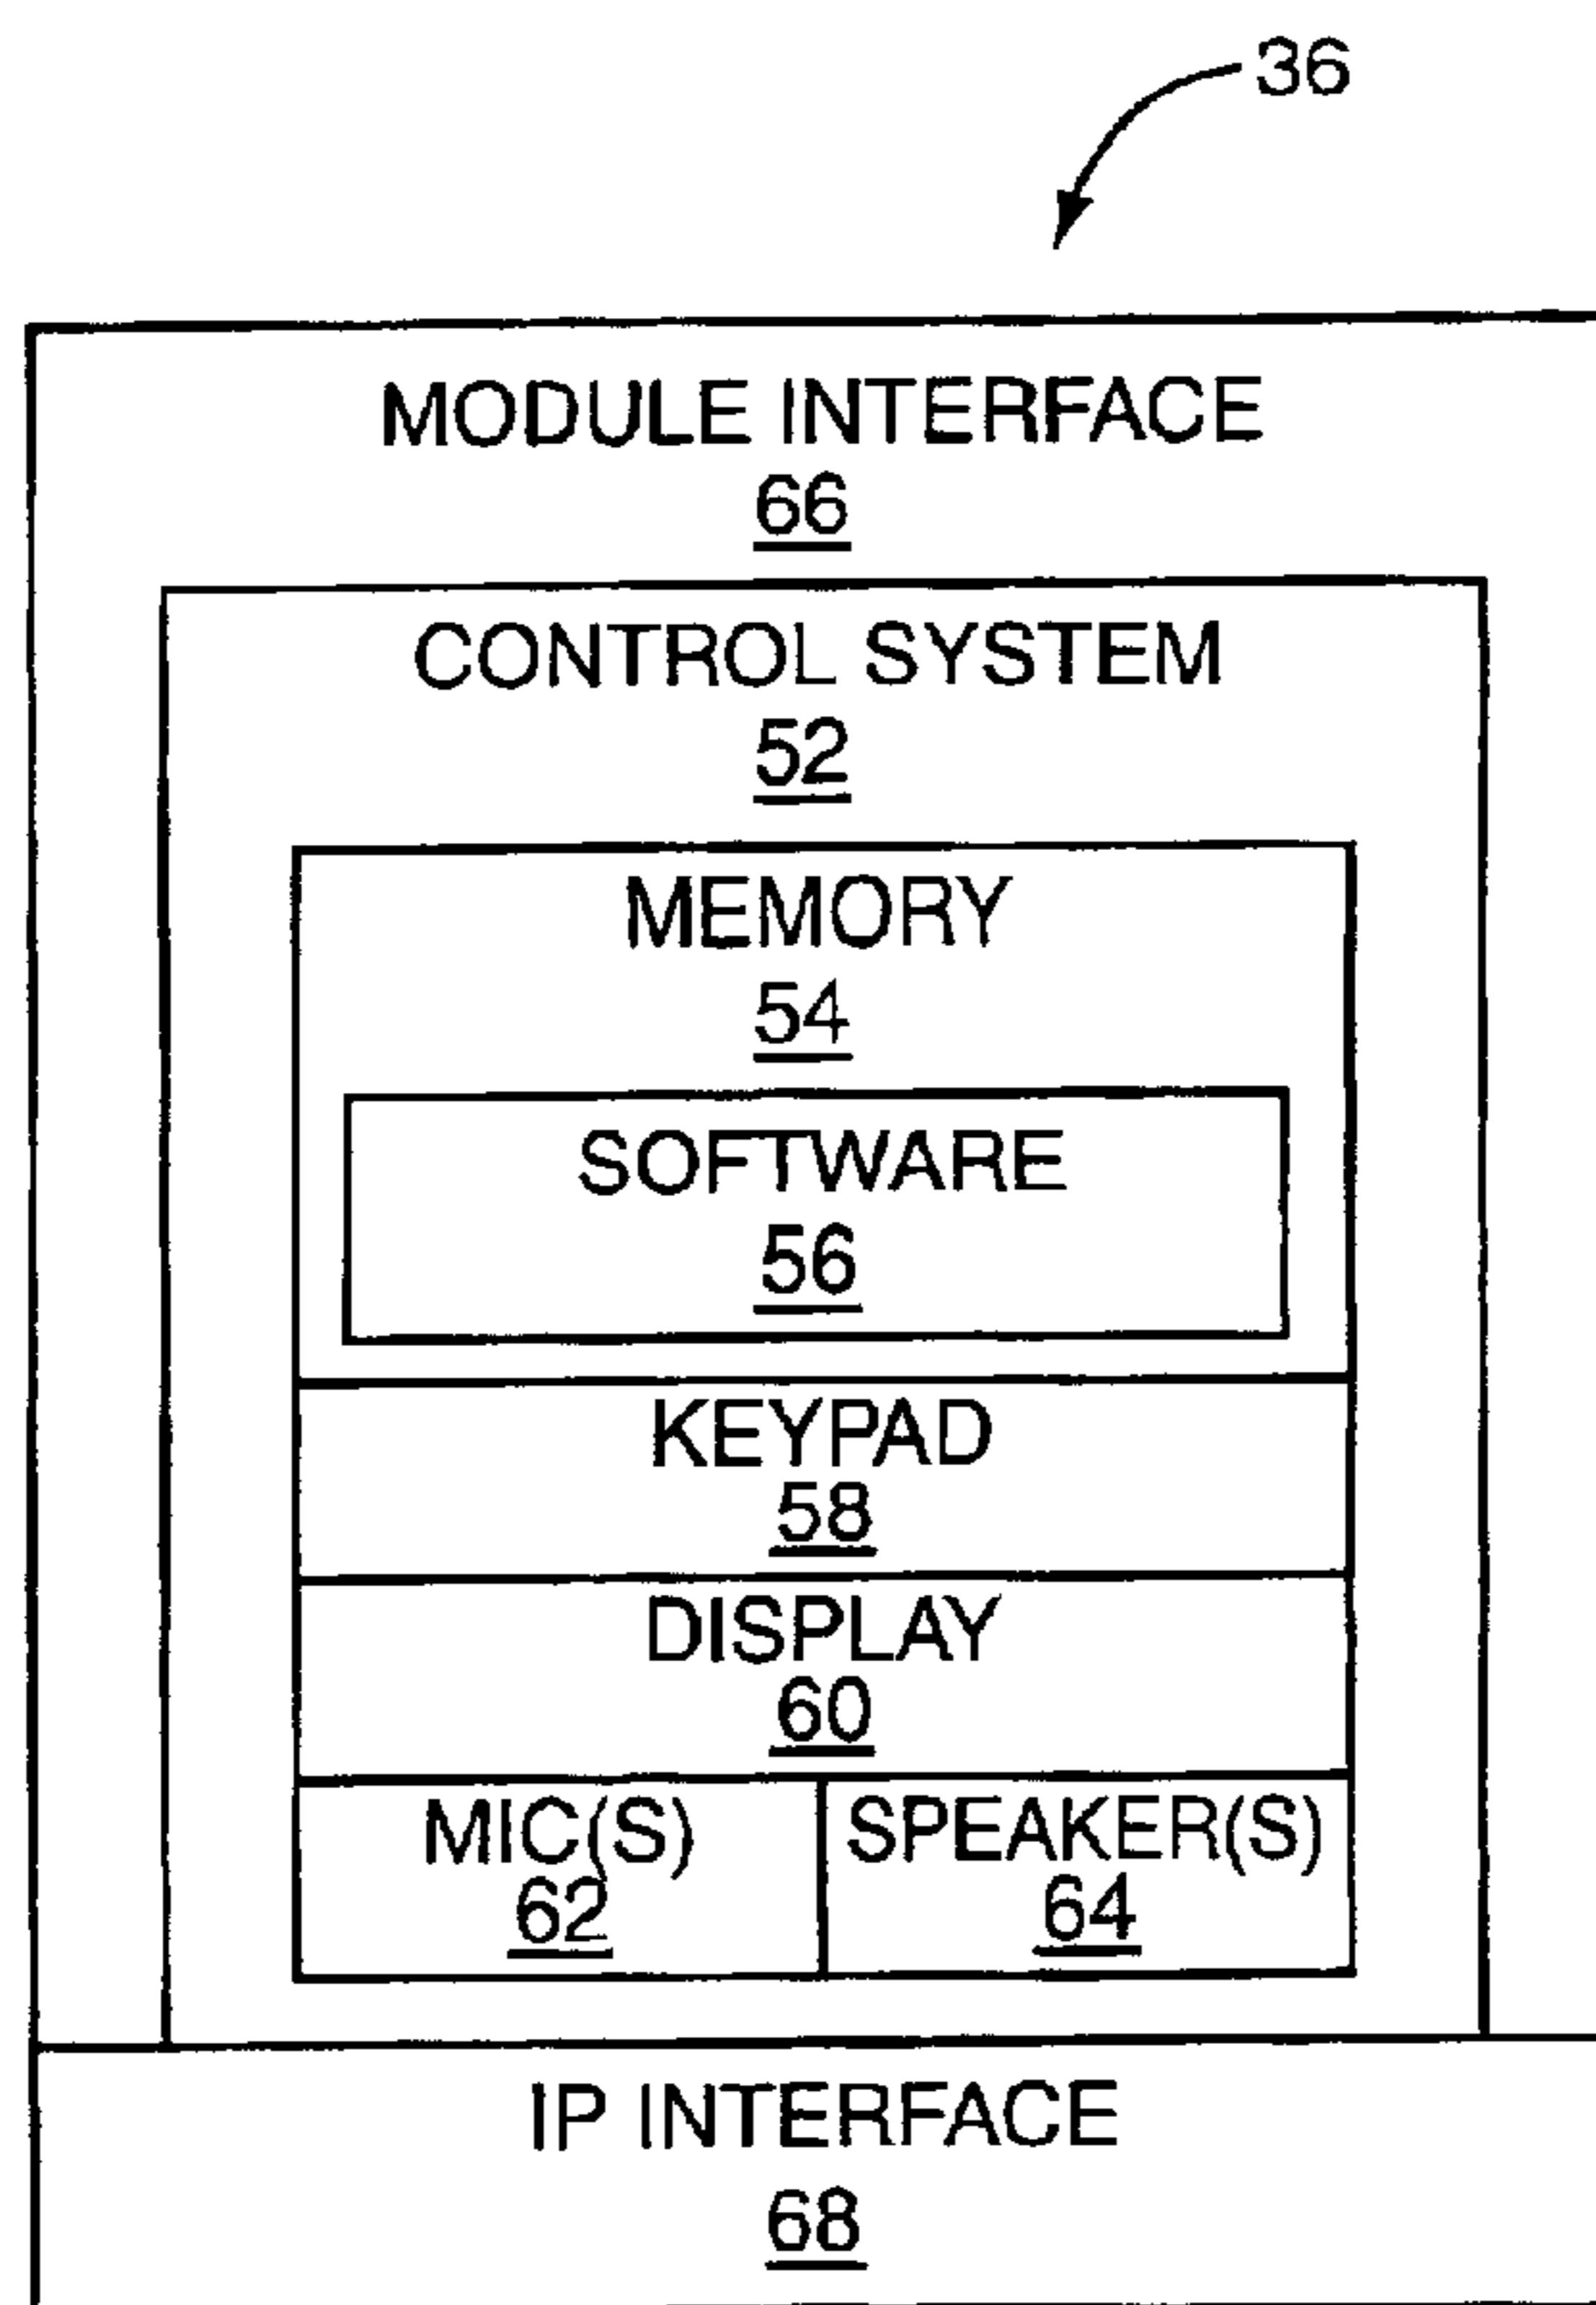 36
MODULE INTERFACE
66
CONTROL SYSTEM
52
MEMORY
54
SOFTWARE
56
KEYPAD
58
DISPLAY
60
MIC(S)
62
SPEAKER(S)
64
IP INTERFACE
68